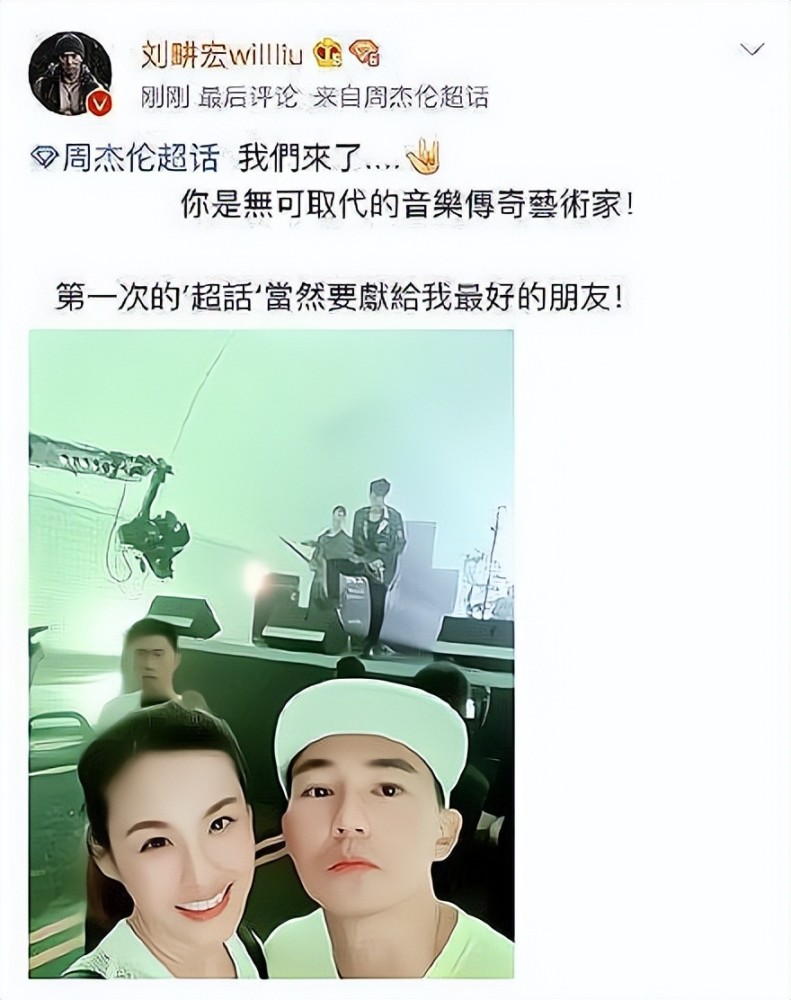 刘畊宏willliu
刚刚 最后评论 来自周杰伦超话
周杰伦超话 我們來了....
你是無可取代的音樂傳奇藝術家!
第一次的'超話‘當然要獻給我最好的朋友!